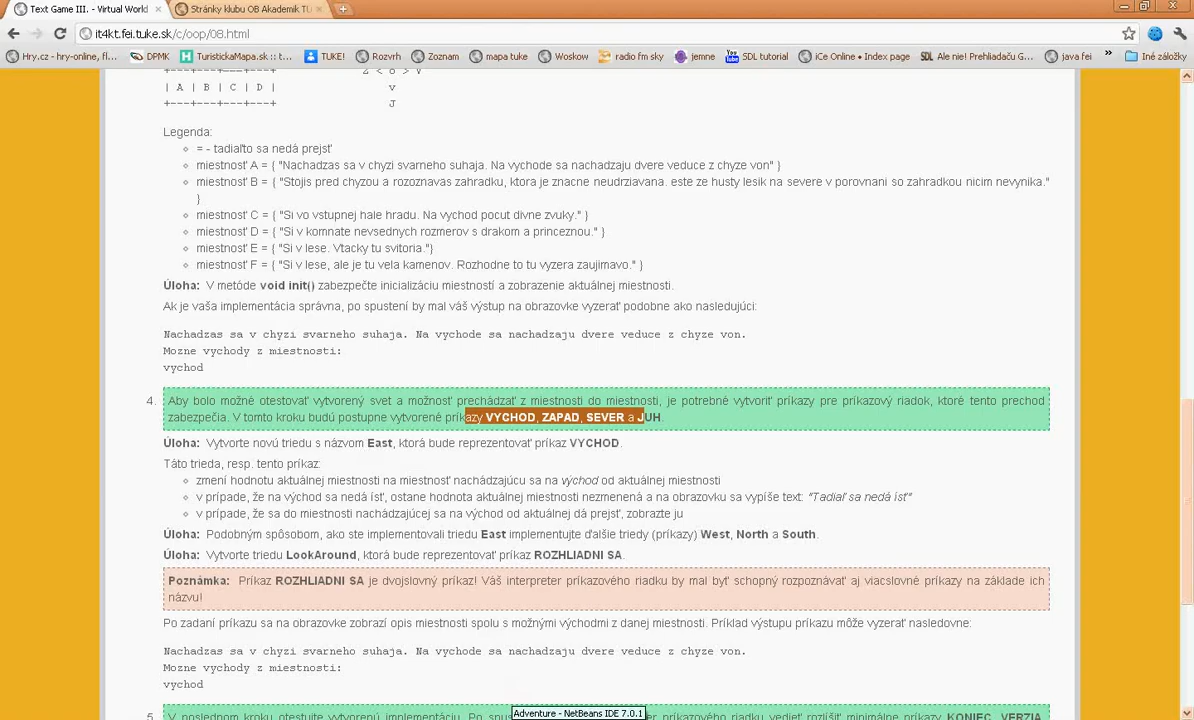 Text Game III. - Virtual World
Stránky klubu OB Akademik TU
it4kt.fei.tuke.sk/c/oop/08.html
Hry.cz - hry-online, fl...
DPMK
TuristickaMapa.sk :: t...
TUKE!
Rozvrh
Zoznam
mapa tuke
Woskow
radio fm sky
jemne
SDL tutorial
iCe Online • Index page
SDL Ale nie! Prehliadaču G...
java fei
»
Iné záložky
+---+---+---+---+ Z < o > V
| A | B | C | D | v
+---+---+---+---+ J
Legenda:
= - tadiaľto sa nedá prejsť
miestnosť A = { "Nachadzas sa v chyzi svarneho suhaja. Na vychode sa nachadzaju dvere veduce z chyze von" }
miestnosť B = { "Stojis pred chyzou a rozoznavas zahradku, ktora je znacne neudrziavana. este ze husty lesik na severe v porovnani so zahradkou nicim nevynika."
}
miestnosť C = { "Si vo vstupnej hale hradu. Na vychod pocut divne zvuky." }
miestnosť D = { "Si v komnate nevsednych rozmerov s drakom a princeznou." }
miestnosť E = { "Si v lese. Vtacky tu svitoria."}
miestnosť F = { "Si v lese, ale je tu vela kamenov. Rozhodne to tu vyzera zaujimavo." }
Úloha: V metóde void init() zabezpečte inicializáciu miestností a zobrazenie aktuálnej miestnosti.
Ak je vaša implementácia správna, po spustení by mal váš výstup na obrazovke vyzerať podobne ako nasledujúci:
Nachadzas sa v chyzi svarneho suhaja. Na vychode sa nachadzaju dvere veduce z chyze von.
Mozne vychody z miestnosti:
vychod
4. Aby bolo možné otestovať vytvorený svet a možnosť prechádzať z miestnosti do miestnosti, je potrebné vytvoriť príkazy pre príkazový riadok, ktoré tento prechod
zabezpečia. V tomto kroku budú postupne vytvorené príkazy VYCHOD, ZAPAD, SEVER a JUH.
Úloha: Vytvorte novú triedu s názvom East, ktorá bude reprezentovať príkaz VYCHOD.
Táto trieda, resp. tento príkaz:
zmení hodnotu aktuálnej miestnosti na miestnosť nachádzajúcu sa na východ od aktuálnej miestnosti
v prípade, že na východ sa nedá ísť, ostane hodnota aktuálnej miestnosti nezmenená a na obrazovku sa vypíše text: "Tadiaľ sa nedá ísť"
v prípade, že sa do miestnosti nachádzajúcej sa na východ od aktuálnej dá prejsť, zobrazte ju
Úloha: Podobným spôsobom, ako ste implementovali triedu East implementujte ďalšie triedy (príkazy) West, North a South.
Úloha: Vytvorte triedu LookAround, ktorá bude reprezentovať príkaz ROZHLIADNI SA.
Poznámka: Príkaz ROZHLIADNI SA je dvojslovný príkaz! Váš interpreter príkazového riadku by mal byť schopný rozpoznávať aj viacslovné príkazy na základe ich
názvu!
Po zadaní príkazu sa na obrazovke zobrazí opis miestnosti spolu s možnými východmi z danej miestnosti. Príklad výstupu príkazu môže vyzerať nasledovne:
Nachadzas sa v chyzi svarneho suhaja. Na vychode sa nachadzaju dvere veduce z chyze von.
Mozne vychody z miestnosti:
vychod
Adventure - NetBeans IDE 7.0.1
5. V poslednom kroku otestujte vytvorenú implementáciu. Po spus príkazového riadku vedieť rozlíšiť minimálne príkazy KONIEC, VERZIA,